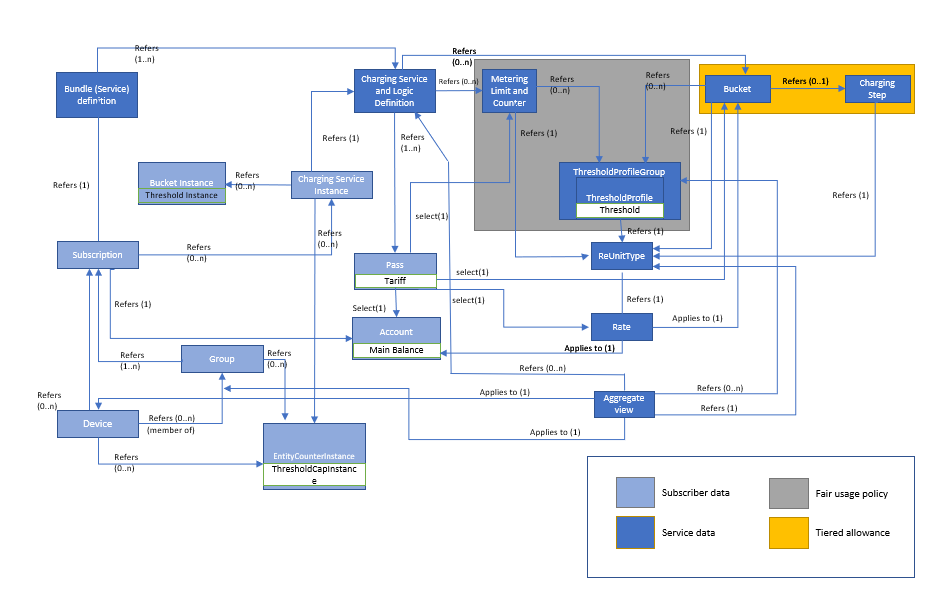 Refers
(1..n)
Refers
(0..n)
Bundle (Service)
definition
Charging Service
and Logic
Definition
Refers (0..n)
Metering
Limit and
Counter
Refers
(0..n)
Refers
(0..n)
Bucket
Refers (0..1)
Charging
Step
Refers (1)
Refers
(1..n)
Refers (1)
Refers (1)
Refers (1)
Bucket Instance
Threshold Instance
Refers
(0..n)
Charging Service
Instance
ThresholdProfileGroup
ThresholdProfile
Threshold
Refers (1)
select(1)
Refers (1)
Refers
(0..n)
Subscription
Refers
(0..n)
Pass
Tariff
select(1)
ReUnitType
Refers (1)
select(1)
Refers (1)
Select(1)
Account
Main Balance
Rate
Applies to (1)
Applies to (1)
Refers
(1..n)
Group
Refers
(0..n)
Refers (0..n)
Refers
(0..n)
Applies to (1)
Aggregate
view
Refers (0..n)
Refers (1)
Device
Refers (0..n)
(member of)
Applies to (1)
Refers
(0..n)
EntityCounterInstance
ThresholdCapInstanc
e
Subscriber data
Fair usage policy
Service data
Tiered allowance